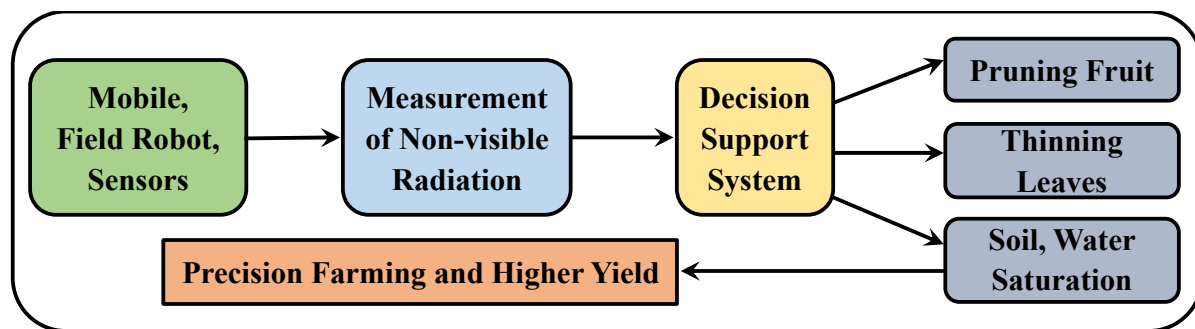 Mobile,
Field Robot,
Sensors
Measurement
of Non-visible
Radiation
Decision
Support
System
Pruning Fruit
Thinning
Leaves
Soil, Water
Saturation
Precision Farming and Higher Yield